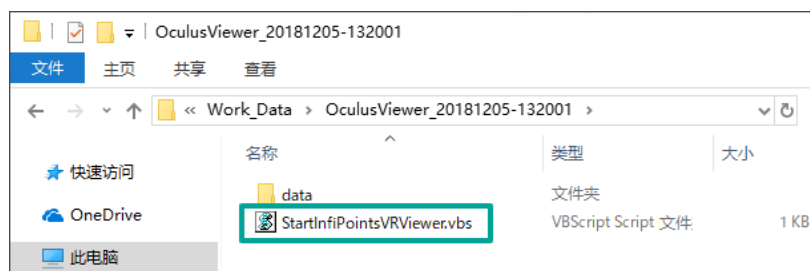 OculusViewer_20181205-132001
文件 主页 共享 查看
« Work_Data › OculusViewer_20181205-132001 ›
名称 类型 大小
快速访问
data 文件夹
OneDrive
StartInfiPointsVRViewer.vbs VBScript Script 文件 1 KB
此电脑